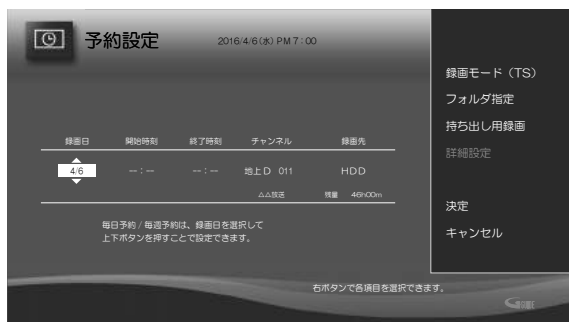 予約設定
2016/4/6(水) PM 7:00
録画モード(TS)
フォルダ指定
持ち出し用録画
詳細設定
決定
キャンセル
録画日 開始時刻 終了時刻 チャンネル 録画先
4/6 --:-- --:-- 地上D 011 HDD
△△放送 残量 46h00m
毎日予約/毎週予約は、録画日を選択して
上下ボタンを押すことで設定できます。
右ボタンで各項目を選択できます。
G GUIDE